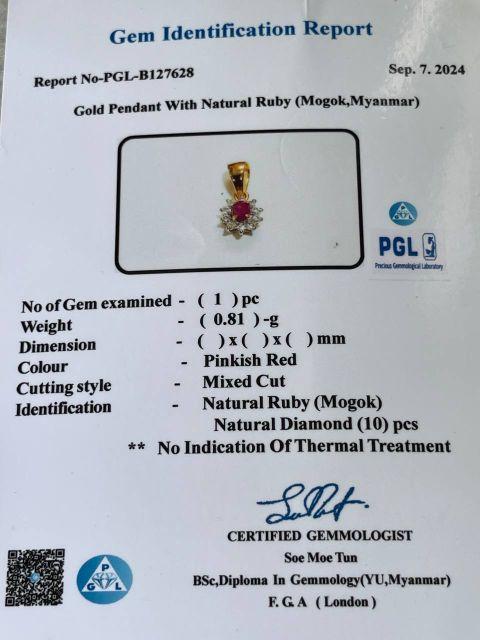 Gem Identification Report
Report No-PGL-B127628
Sep. 7. 2024
Gold Pendant With Natural Ruby (Mogok,Myanmar)
PGL
Precious Gemological Laboratory
No of Gem examined - ( 1 ) pc
Weight - ( 0.81 ) -g
Dimension - ( ) x ( ) x ( ) mm
Colour - Pinkish Red
Cutting style - Mixed Cut
Identification - Natural Ruby (Mogok)
Natural Diamond (10) pcs
** No Indication Of Thermal Treatment
CERTIFIED GEMMOLOGIST
Soe Moe Tun
BSc,Diploma In Gemmology(YU,Myanmar)
F. G. A ( London )
P
G L